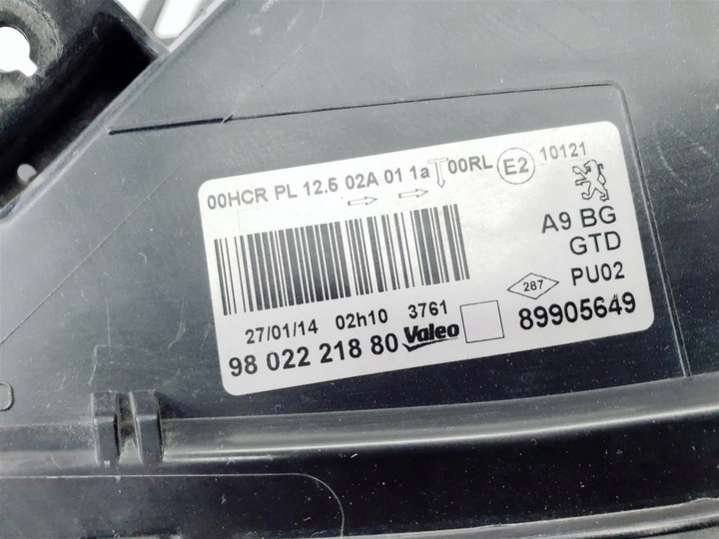 00HCR PL 12.5 02A 01 1a 00RL E2 10121
A9 BG
GTD
287 PU02
27/01/14 02h10 3761
98 022 218 80 Valeo 89905649